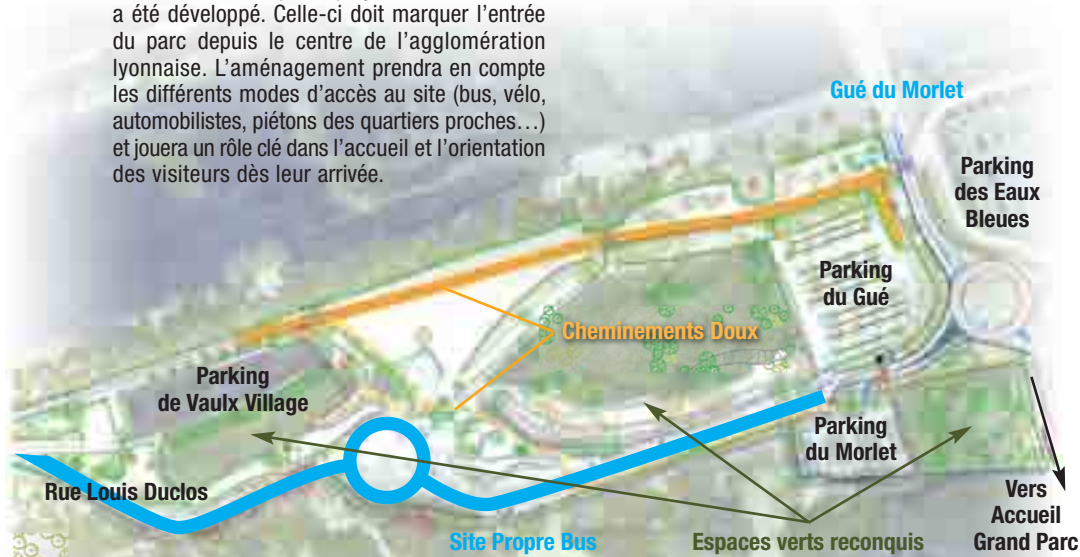 a été développé. Celle-ci doit marquer l’entrée
du parc depuis le centre de l’agglomération
lyonnaise. L’aménagement prendra en compte
les différents modes d’accès au site (bus, vélo,
automobilistes, piétons des quartiers proches…)
et jouera un rôle clé dans l’accueil et l’orientation
des visiteurs dès leur arrivée.
Gué du Morlet
Parking
des Eaux
Bleues
Parking
du Gué
Cheminements Doux
Parking
de Vaulx Village
Parking
du Morlet
Rue Louis Duclos
Vers
Accueil
Grand Parc
Site Propre Bus
Espaces verts reconquis